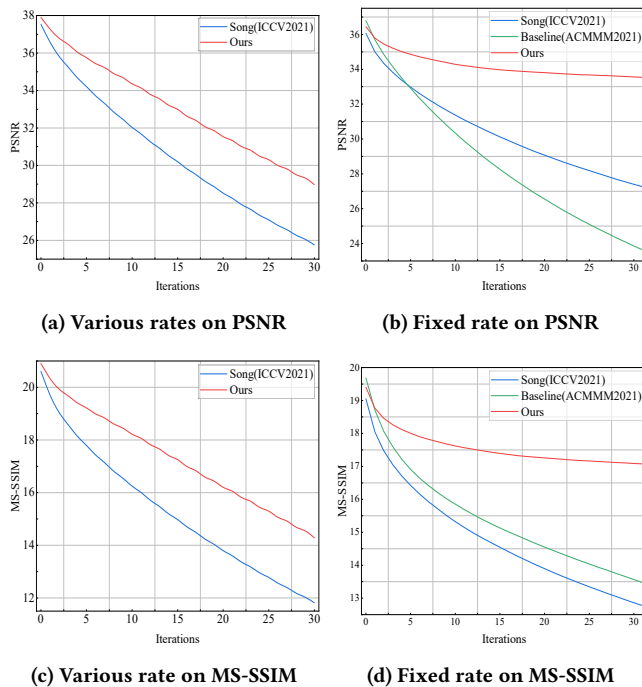 38
36
34
32
30
28
26
PSNR
Song(ICCV2021)
Ours
0 5 10 15 20 25 30
Iterations
(a) Various rates on PSNR
36
34
33
31
30
28
27
25
24
PSNR
Song(ICCV2021)
Baseline(ACMMM2021)
Ours
0 5 10 15 20 25 30
Iterations
(b) Fixed rate on PSNR
20
18
16
14
12
MS-SSIM
Song(ICCV2021)
Ours
0 5 10 15 20 25 30
Iterations
(c) Various rate on MS-SSIM
20
19
18
17
16
15
14
13
MS-SSIM
Song(ICCV2021)
Baseline(ACMMM2021)
Ours
0 5 10 15 20 25 30
Iterations
(d) Fixed rate on MS-SSIM